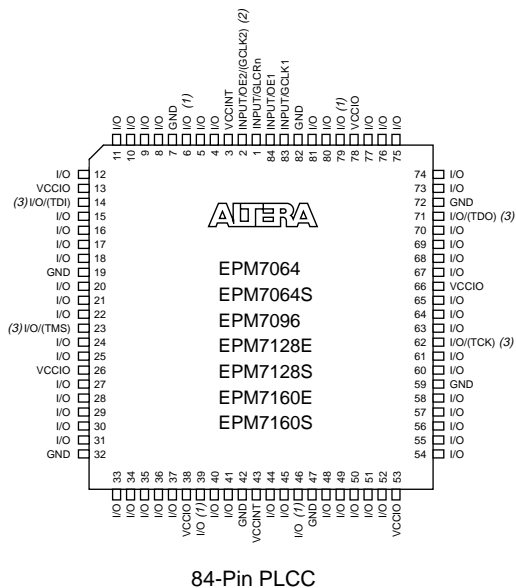 I/O 11
I/O 10
I/O 9
I/O 8
GND 7
I/O (1) 6
I/O 5
I/O 4
VCCINT 3
INPUT/OE2/(GCLK2) (2) 2
INPUT/GLCRn 1
INPUT/OE1 84
INPUT/GCLK1 83
GND 82
I/O 81
I/O 80
I/O (1) 79
VCCIO 78
I/O 77
I/O 76
I/O 75
I/O 12
VCCIO 13
(3) I/O/(TDI) 14
I/O 15
I/O 16
I/O 17
I/O 18
GND 19
I/O 20
I/O 21
I/O 22
(3) I/O/(TMS) 23
I/O 24
I/O 25
VCCIO 26
I/O 27
I/O 28
I/O 29
I/O 30
I/O 31
GND 32
ALTERA
EPM7064
EPM7064S
EPM7096
EPM7128E
EPM7128S
EPM7160E
EPM7160S
74 I/O
73 I/O
72 GND
71 I/O/(TDO) (3)
70 I/O
69 I/O
68 I/O
67 I/O
66 VCCIO
65 I/O
64 I/O
63 I/O
62 I/O/(TCK) (3)
61 I/O
60 I/O
59 GND
58 I/O
57 I/O
56 I/O
55 I/O
54 I/O
33 I/O
34 I/O
35 I/O
36 I/O
37 I/O
38 VCCIO
39 I/O (1)
40 I/O
41 I/O
42 GND
43 VCCINT
44 I/O
45 I/O
46 I/O (1)
47 GND
48 I/O
49 I/O
50 I/O
51 I/O
52 I/O
53 VCCIO
84-Pin PLCC